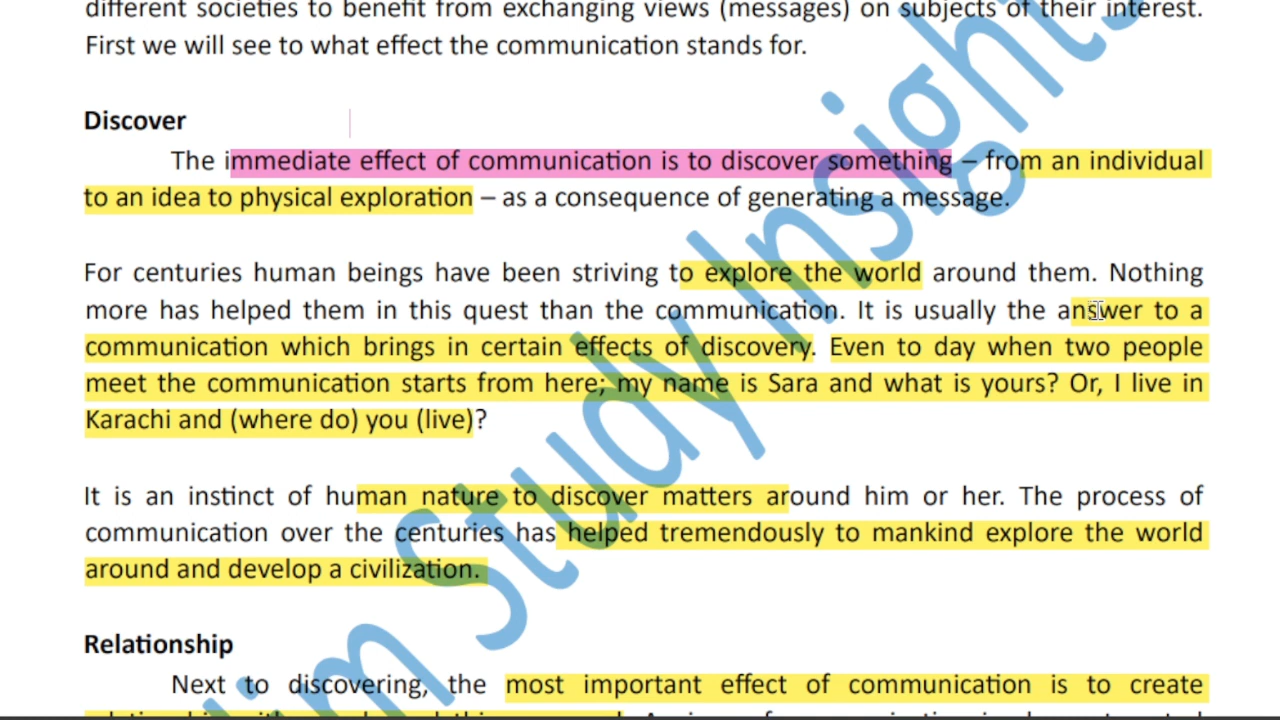 different societies to benefit from exchanging views (messages) on subjects of their interest.
First we will see to what effect the communication stands for.
Discover
The immediate effect of communication is to discover something – from an individual
to an idea to physical exploration – as a consequence of generating a message.
For centuries human beings have been striving to explore the world around them. Nothing
more has helped them in this quest than the communication. It is usually the answer to a
communication which brings in certain effects of discovery. Even to day when two people
meet the communication starts from here; my name is Sara and what is yours? Or, I live in
Karachi and (where do) you (live)?
It is an instinct of human nature to discover matters around him or her. The process of
communication over the centuries has helped tremendously to mankind explore the world
around and develop a civilization.
Relationship
Next to discovering, the most important effect of communication is to create
Study Insights